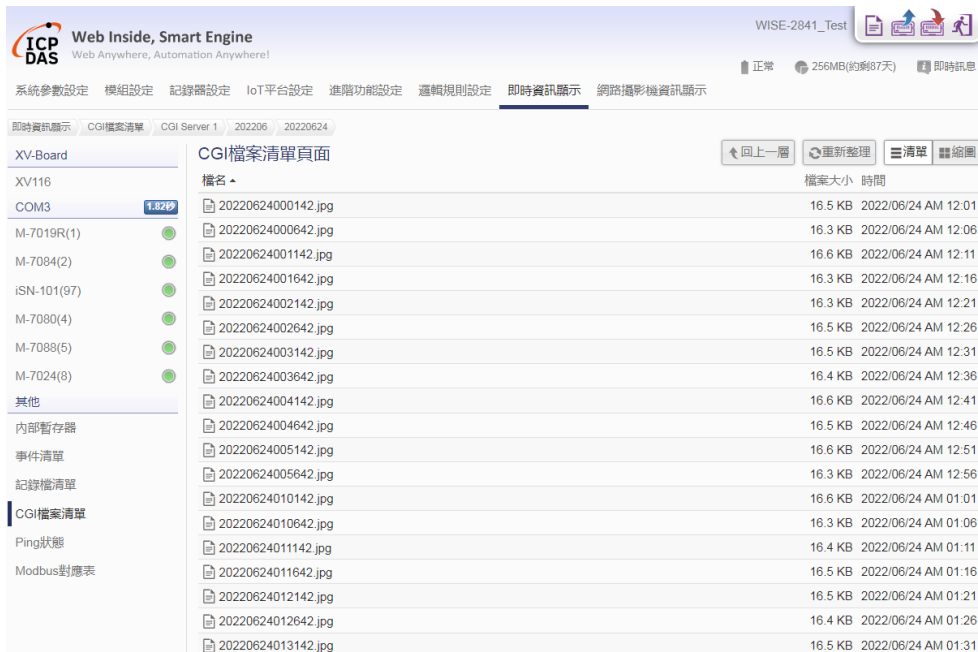 ICP DAS
Web Inside, Smart Engine
Web Anywhere, Automation Anywhere!
WISE-2841_Test
正常 256MB(約剩87天) 即時訊息
系統參數設定 模組設定 記錄器設定 IoT平台設定 進階功能設定 邏輯規則設定 即時資訊顯示 網路攝影機資訊顯示
即時資訊顯示 CGI檔案清單 CGI Server 1 202206 20220624
XV-Board
XV116
COM3 1.82秒
M-7019R(1)
M-7084(2)
iSN-101(97)
M-7080(4)
M-7088(5)
M-7024(8)
其他
內部暫存器
事件清單
記錄檔清單
CGI檔案清單
Ping狀態
Modbus對應表
CGI檔案清單頁面
回上一層 重新整理 清單 縮圖
檔名 檔案大小 時間
20220624000142.jpg 16.5 KB 2022/06/24 AM 12:01
20220624000642.jpg 16.3 KB 2022/06/24 AM 12:06
20220624001142.jpg 16.6 KB 2022/06/24 AM 12:11
20220624001642.jpg 16.3 KB 2022/06/24 AM 12:16
20220624002142.jpg 16.3 KB 2022/06/24 AM 12:21
20220624002642.jpg 16.5 KB 2022/06/24 AM 12:26
20220624003142.jpg 16.5 KB 2022/06/24 AM 12:31
20220624003642.jpg 16.4 KB 2022/06/24 AM 12:36
20220624004142.jpg 16.6 KB 2022/06/24 AM 12:41
20220624004642.jpg 16.5 KB 2022/06/24 AM 12:46
20220624005142.jpg 16.6 KB 2022/06/24 AM 12:51
20220624005642.jpg 16.3 KB 2022/06/24 AM 12:56
20220624010142.jpg 16.6 KB 2022/06/24 AM 01:01
20220624010642.jpg 16.3 KB 2022/06/24 AM 01:06
20220624011142.jpg 16.4 KB 2022/06/24 AM 01:11
20220624011642.jpg 16.5 KB 2022/06/24 AM 01:16
20220624012142.jpg 16.5 KB 2022/06/24 AM 01:21
20220624012642.jpg 16.4 KB 2022/06/24 AM 01:26
20220624013142.jpg 16.5 KB 2022/06/24 AM 01:31